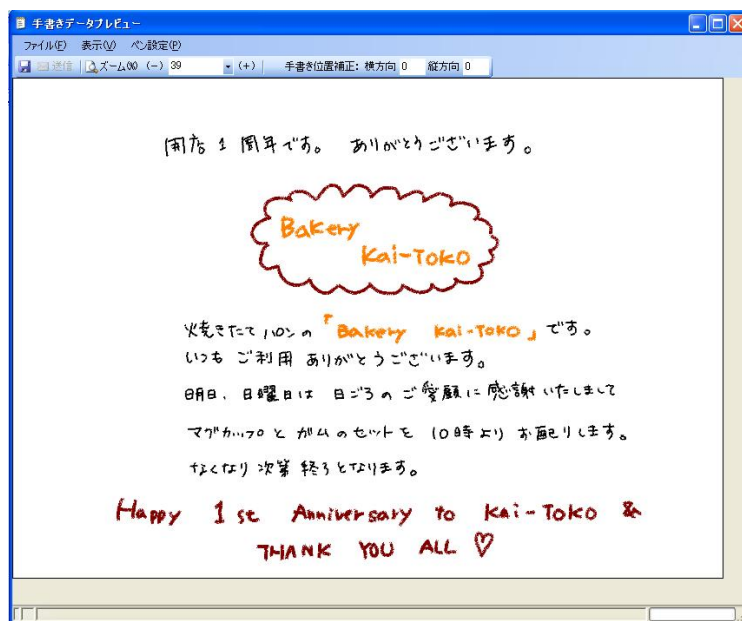 手書きデータプレビュー
ファイル(F) 表示(V) ペン設定(P)
送信 ズーム(%) (-) 39 (+) 手書き位置補正: 横方向 0 縦方向 0
開店 1 周年です。 ありがとうございます。
Bakery
Kai-Toko
焼きたてパンの「Bakery Kai-Toko」です。
いつも ご利用 ありがとうございます。
明日、日曜日は 日ごろの ご愛顧に 感謝いたしまして
マグカップと ガムのセットを 10時より お配りします。
なくなり次第 終了となります。
Happy 1st Anniversary to Kai-Toko &
THANK YOU ALL ♡